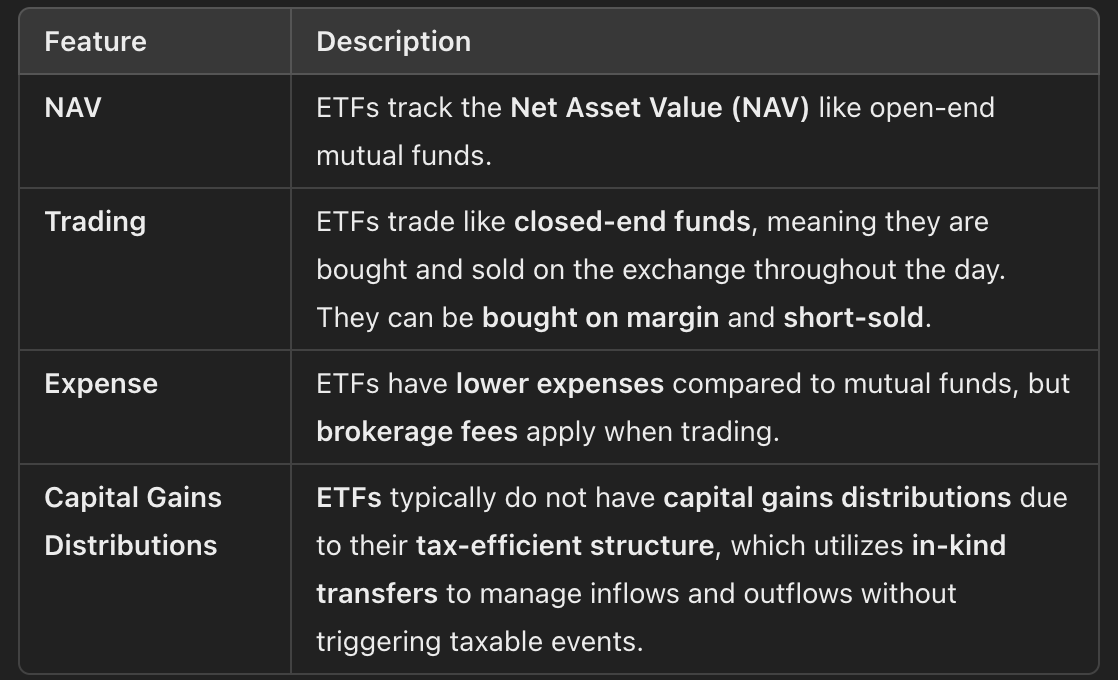 Feature Description
NAV ETFs track the Net Asset Value (NAV) like open-end
mutual funds.
Trading ETFs trade like closed-end funds, meaning they are
bought and sold on the exchange throughout the day.
They can be bought on margin and short-sold.
Expense ETFs have lower expenses compared to mutual funds, but
brokerage fees apply when trading.
Capital Gains ETFs typically do not have capital gains distributions due
Distributions to their tax-efficient structure, which utilizes in-kind
transfers to manage inflows and outflows without
triggering taxable events.